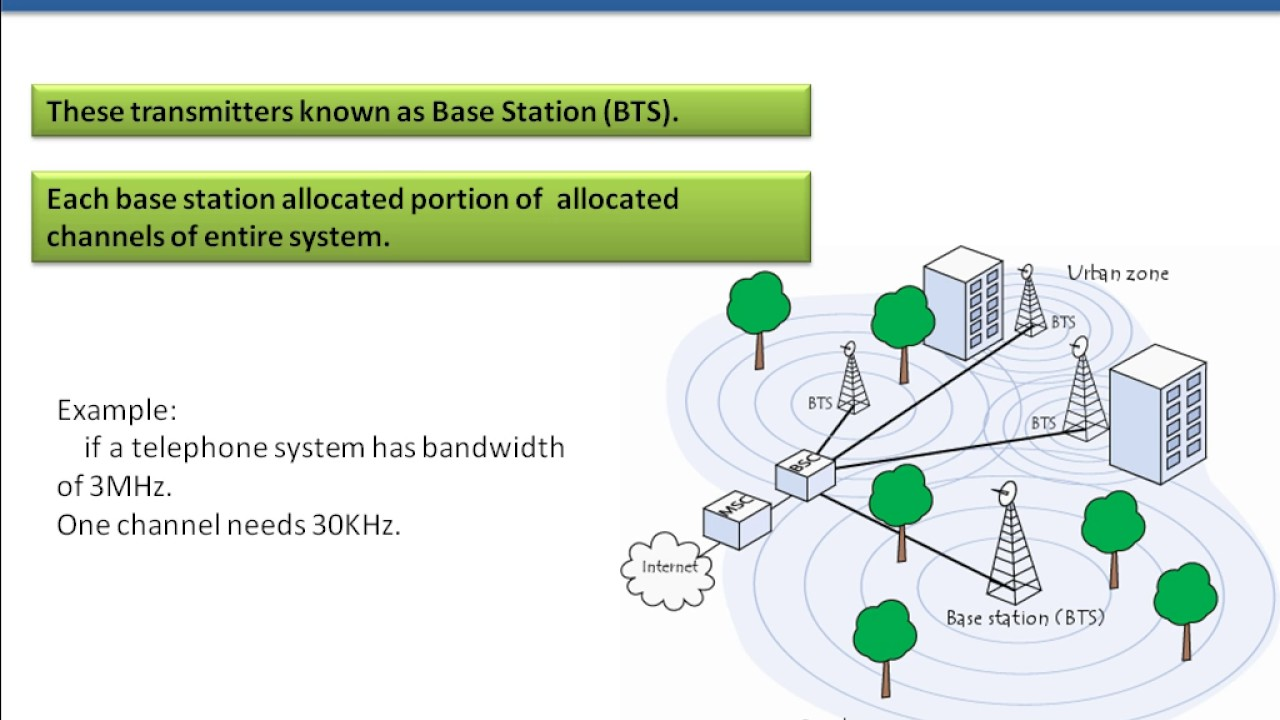 These transmitters known as Base Station (BTS).
Each base station allocated portion of  allocated
channels of entire system.
Example:
if a telephone system has bandwidth
of 3MHz.
One channel needs 30KHz.
Urban zone
BTS
BTS
BTS
BSC
MSC
Internet
Base station (BTS)